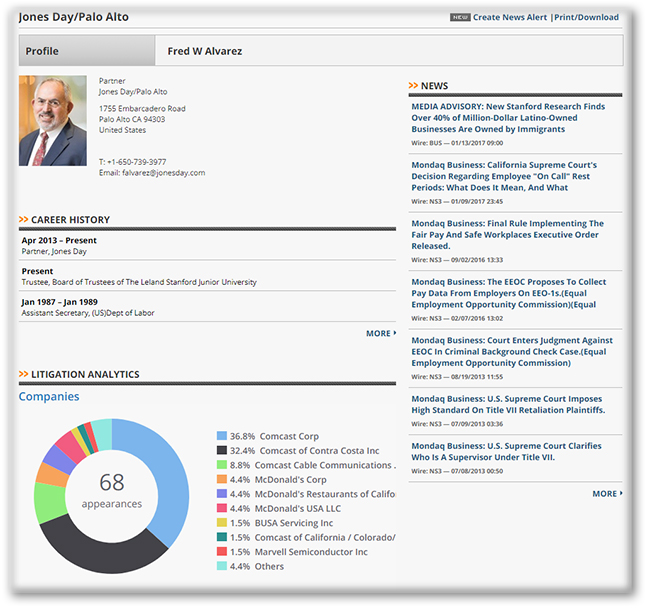 Jones Day/Palo Alto
NEW Create News Alert |Print/Download
Profile
Fred W Alvarez
Partner
Jones Day/Palo Alto
1755 Embarcadero Road
Palo Alto CA 94303
United States
T: +1-650-739-3977
Email: falvarez@jonesday.com
>> CAREER HISTORY
Apr 2013 – Present
Partner, Jones Day
Present
Trustee, Board of Trustees of The Leland Stanford Junior University
Jan 1987 – Jan 1989
Assistant Secretary, (US)Dept of Labor
MORE
>> LITIGATION ANALYTICS
Companies
68
appearances
36.8% Comcast Corp
32.4% Comcast of Contra Costa Inc
8.8% Comcast Cable Communications .
4.4% McDonald's Corp
4.4% McDonald's Restaurants of Califo
4.4% McDonald's USA LLC
1.5% BUSA Servicing Inc
1.5% Comcast of California / Colorado/
1.5% Marvell Semiconductor Inc
4.4% Others
>> NEWS
MEDIA ADVISORY: New Stanford Research Finds
Over 40% of Million-Dollar Latino-Owned
Businesses Are Owned by Immigrants
Wire: BUS — 01/13/2017 09:00
Mondaq Business: California Supreme Court's
Decision Regarding Employee "On Call" Rest
Periods: What Does It Mean, And What
Wire: NS3 — 01/09/2017 23:45
Mondaq Business: Final Rule Implementing The
Fair Pay And Safe Workplaces Executive Order
Released.
Wire: NS3 — 09/02/2016 13:33
Mondaq Business: The EEOC Proposes To Collect
Pay Data From Employers On EEO-1s.(Equal
Employment Opportunity Commission)(Equal
Wire: NS3 — 02/07/2016 13:02
Mondaq Business: Court Enters Judgment Against
EEOC In Criminal Background Check Case.(Equal
Employment Opportunity Commission)
Wire: NS3 — 08/19/2013 11:55
Mondaq Business: U.S. Supreme Court Imposes
High Standard On Title VII Retaliation Plaintiffs.
Wire: NS3 — 07/09/2013 03:36
Mondaq Business: U.S. Supreme Court Clarifies
Who Is A Supervisor Under Title VII.
Wire: NS3 — 07/08/2013 00:50
MORE